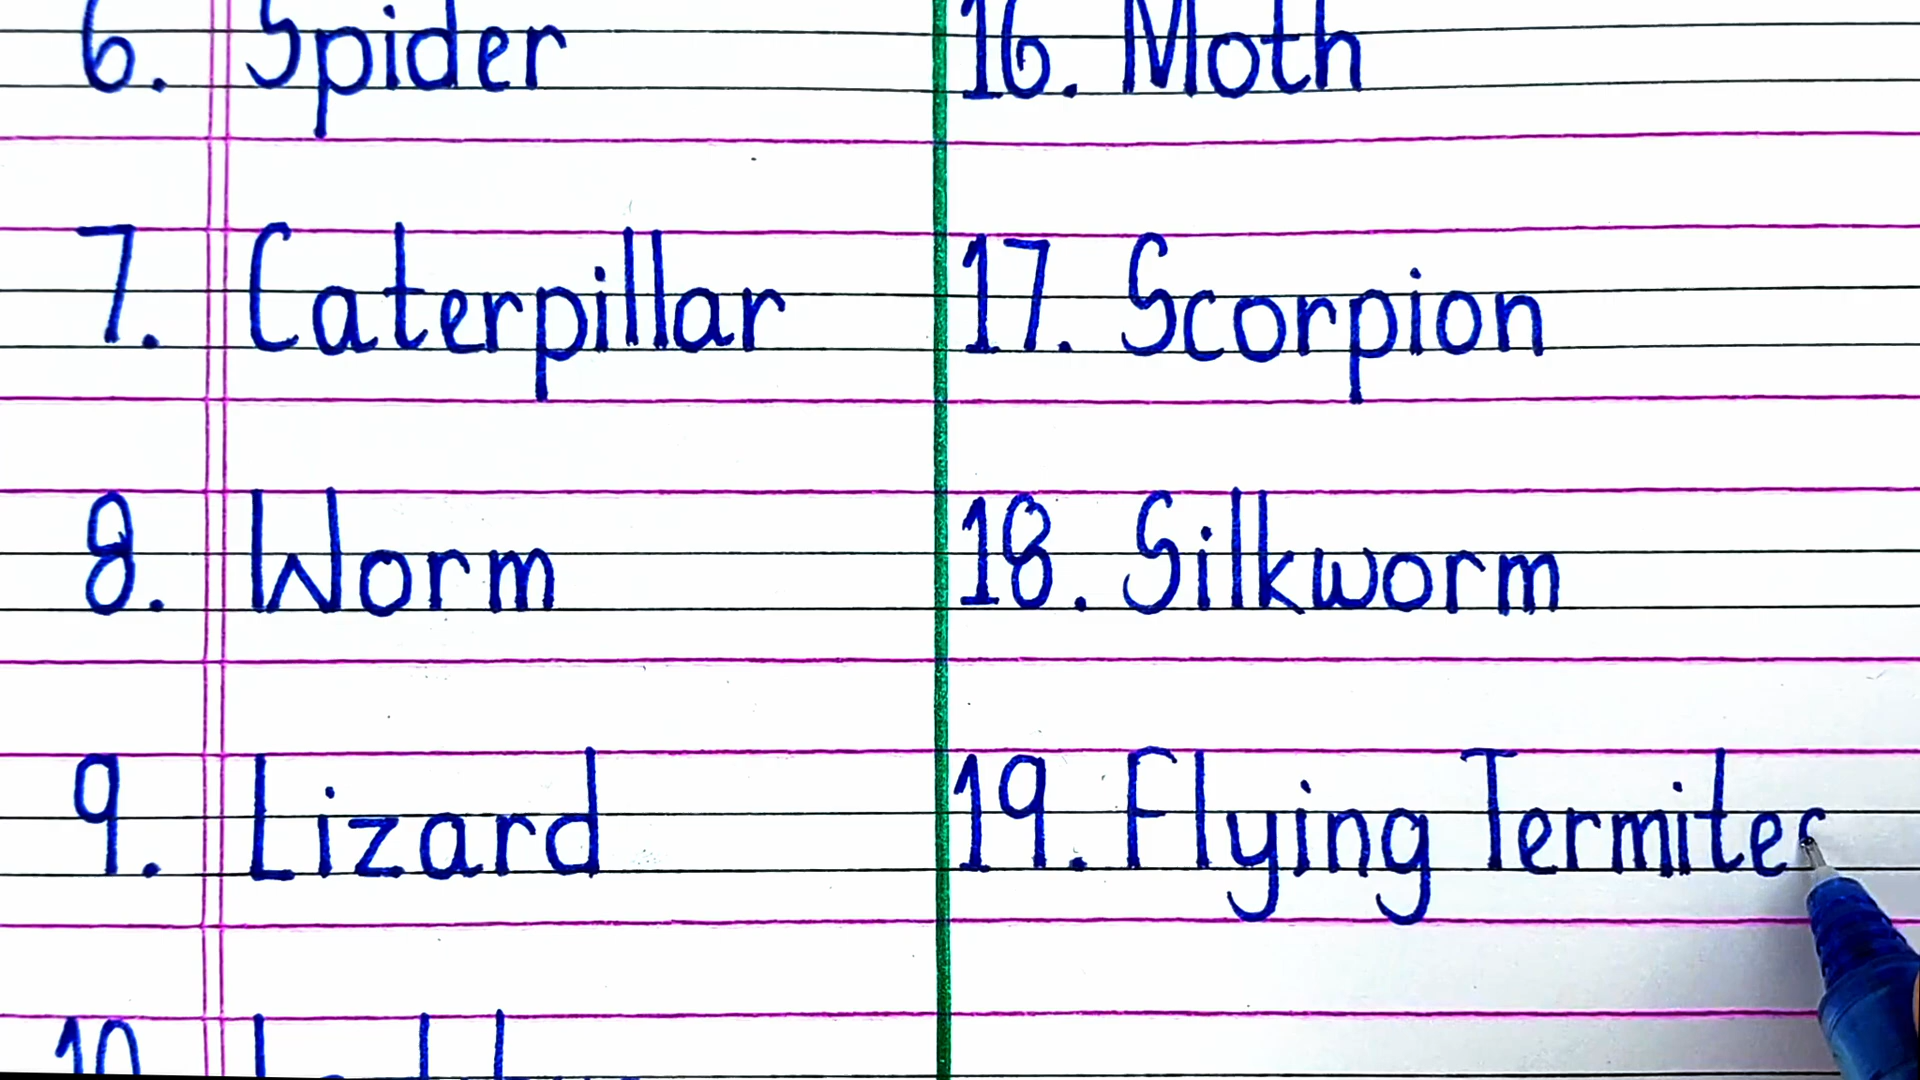 6. Spider
7. Caterpillar
8. Worm
9. Lizard
10.
16. Moth
17. Scorpion
18. Silkworm
19. Flying Termites